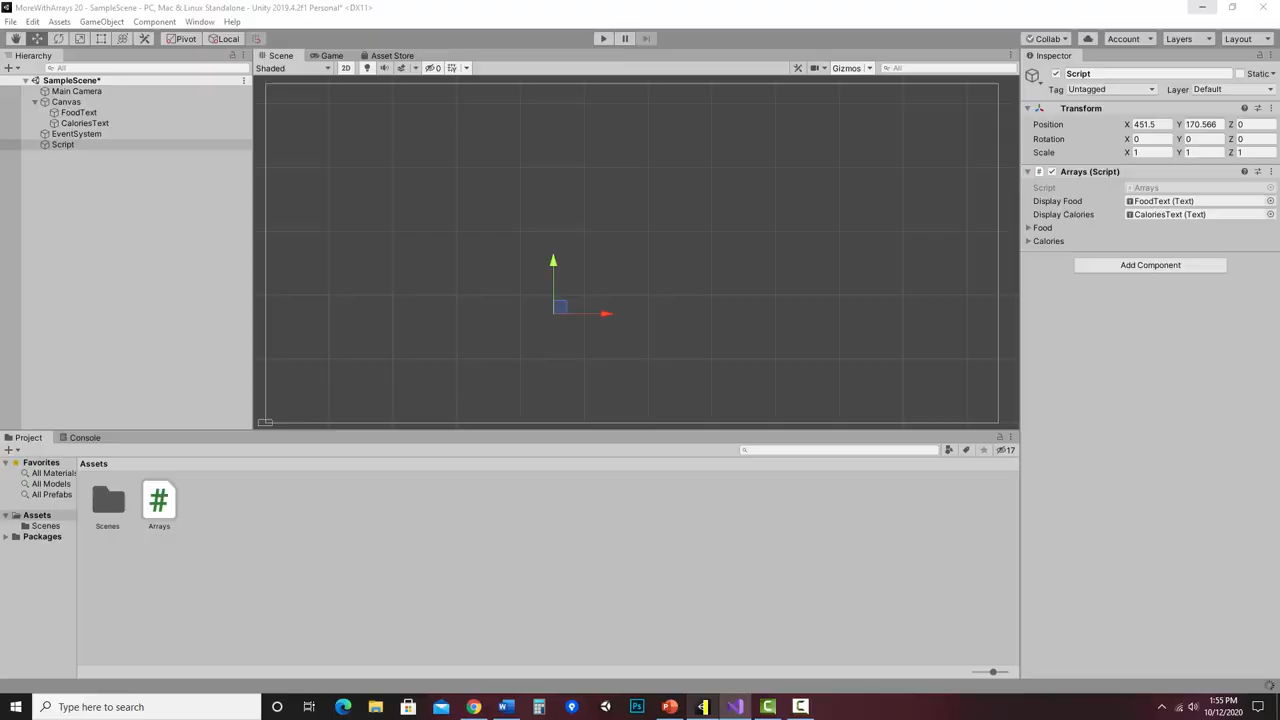 MoreWithArrays 20 - SampleScene - PC, Mac & Linux Standalone - Unity 2019.4.2f1 Personal* <DX11>
File Edit Assets GameObject Component Window Help
Pivot Local Collab Account Layers Layout
Hierarchy
All
SampleScene*
Main Camera
Canvas
FoodText
CaloriesText
EventSystem
Script
Scene Game Asset Store
Shaded 2D 0 Gizmos All
Inspector
Script Static
Tag Untagged Layer Default
Transform
Position X 451.5 Y 170.566 Z 0
Rotation X 0 Y 0 Z 0
Scale X 1 Y 1 Z 1
# Arrays (Script)
Script Arrays
Display Food FoodText (Text)
Display Calories CaloriesText (Text)
Food
Calories
Add Component
Project Console
17
Favorites
All Materials
All Models
All Prefabs
Assets
Scenes
Packages
Assets
#
Scenes Arrays
Type here to search
1:55 PM
10/12/2020